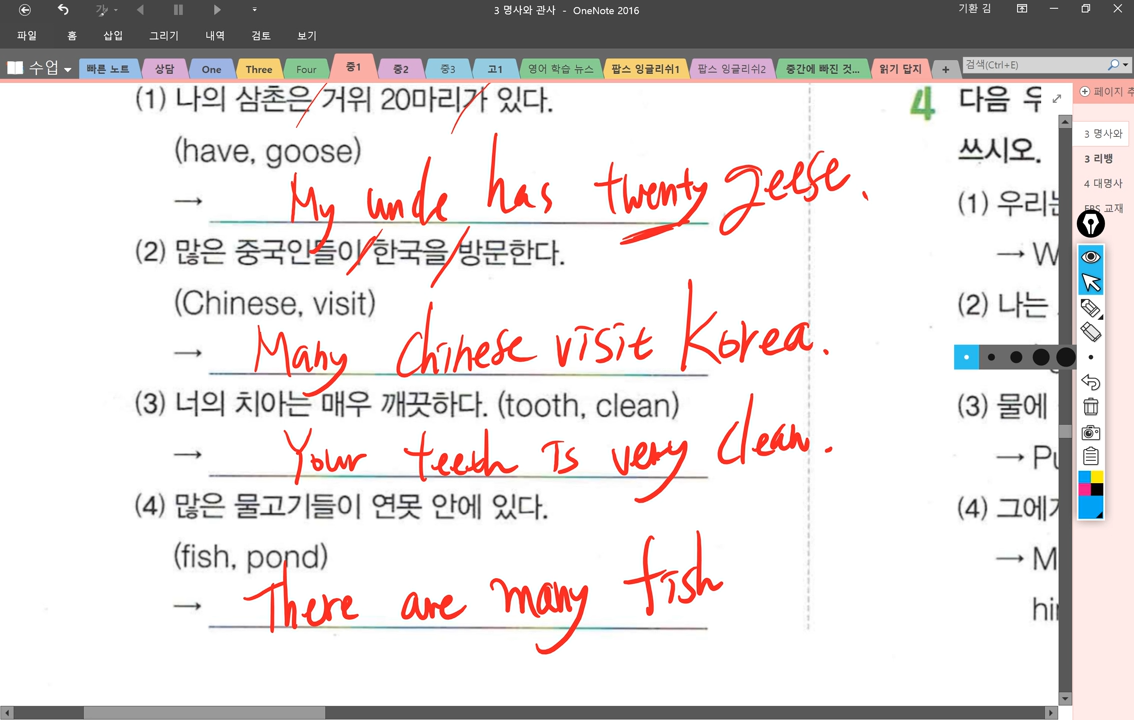 3 명사와 관사 - OneNote 2016
기환 김
파일 홈 삽입 그리기 내역 검토 보기
수업 빠른 노트 상담 One Three Four 중1 중2 중3 고1 영어 학습 뉴스 팝스 잉글리쉬1 팝스 잉글리쉬2 중간에 빠진 것... 읽기 답지 + 검색(Ctrl+E)
페이지 추
3 명사와
3 리뱅
4 대명사
EBS 교재
(1) 나의 삼촌은 거위 20마리가 있다.
(have, goose)
→ My uncle has twenty geese.
(2) 많은 중국인들이 한국을 방문한다.
(Chinese, visit)
→ Many Chinese visit Korea.
(3) 너의 치아는 매우 깨끗하다. (tooth, clean)
→ Your teeth is very clean.
(4) 많은 물고기들이 연못 안에 있다.
(fish, pond)
→ There are many fish
4 다음 우
쓰시오.
(1) 우리는
→ W
(2) 나는
(3) 물에
→ Pu
(4) 그에게
→ M
hi